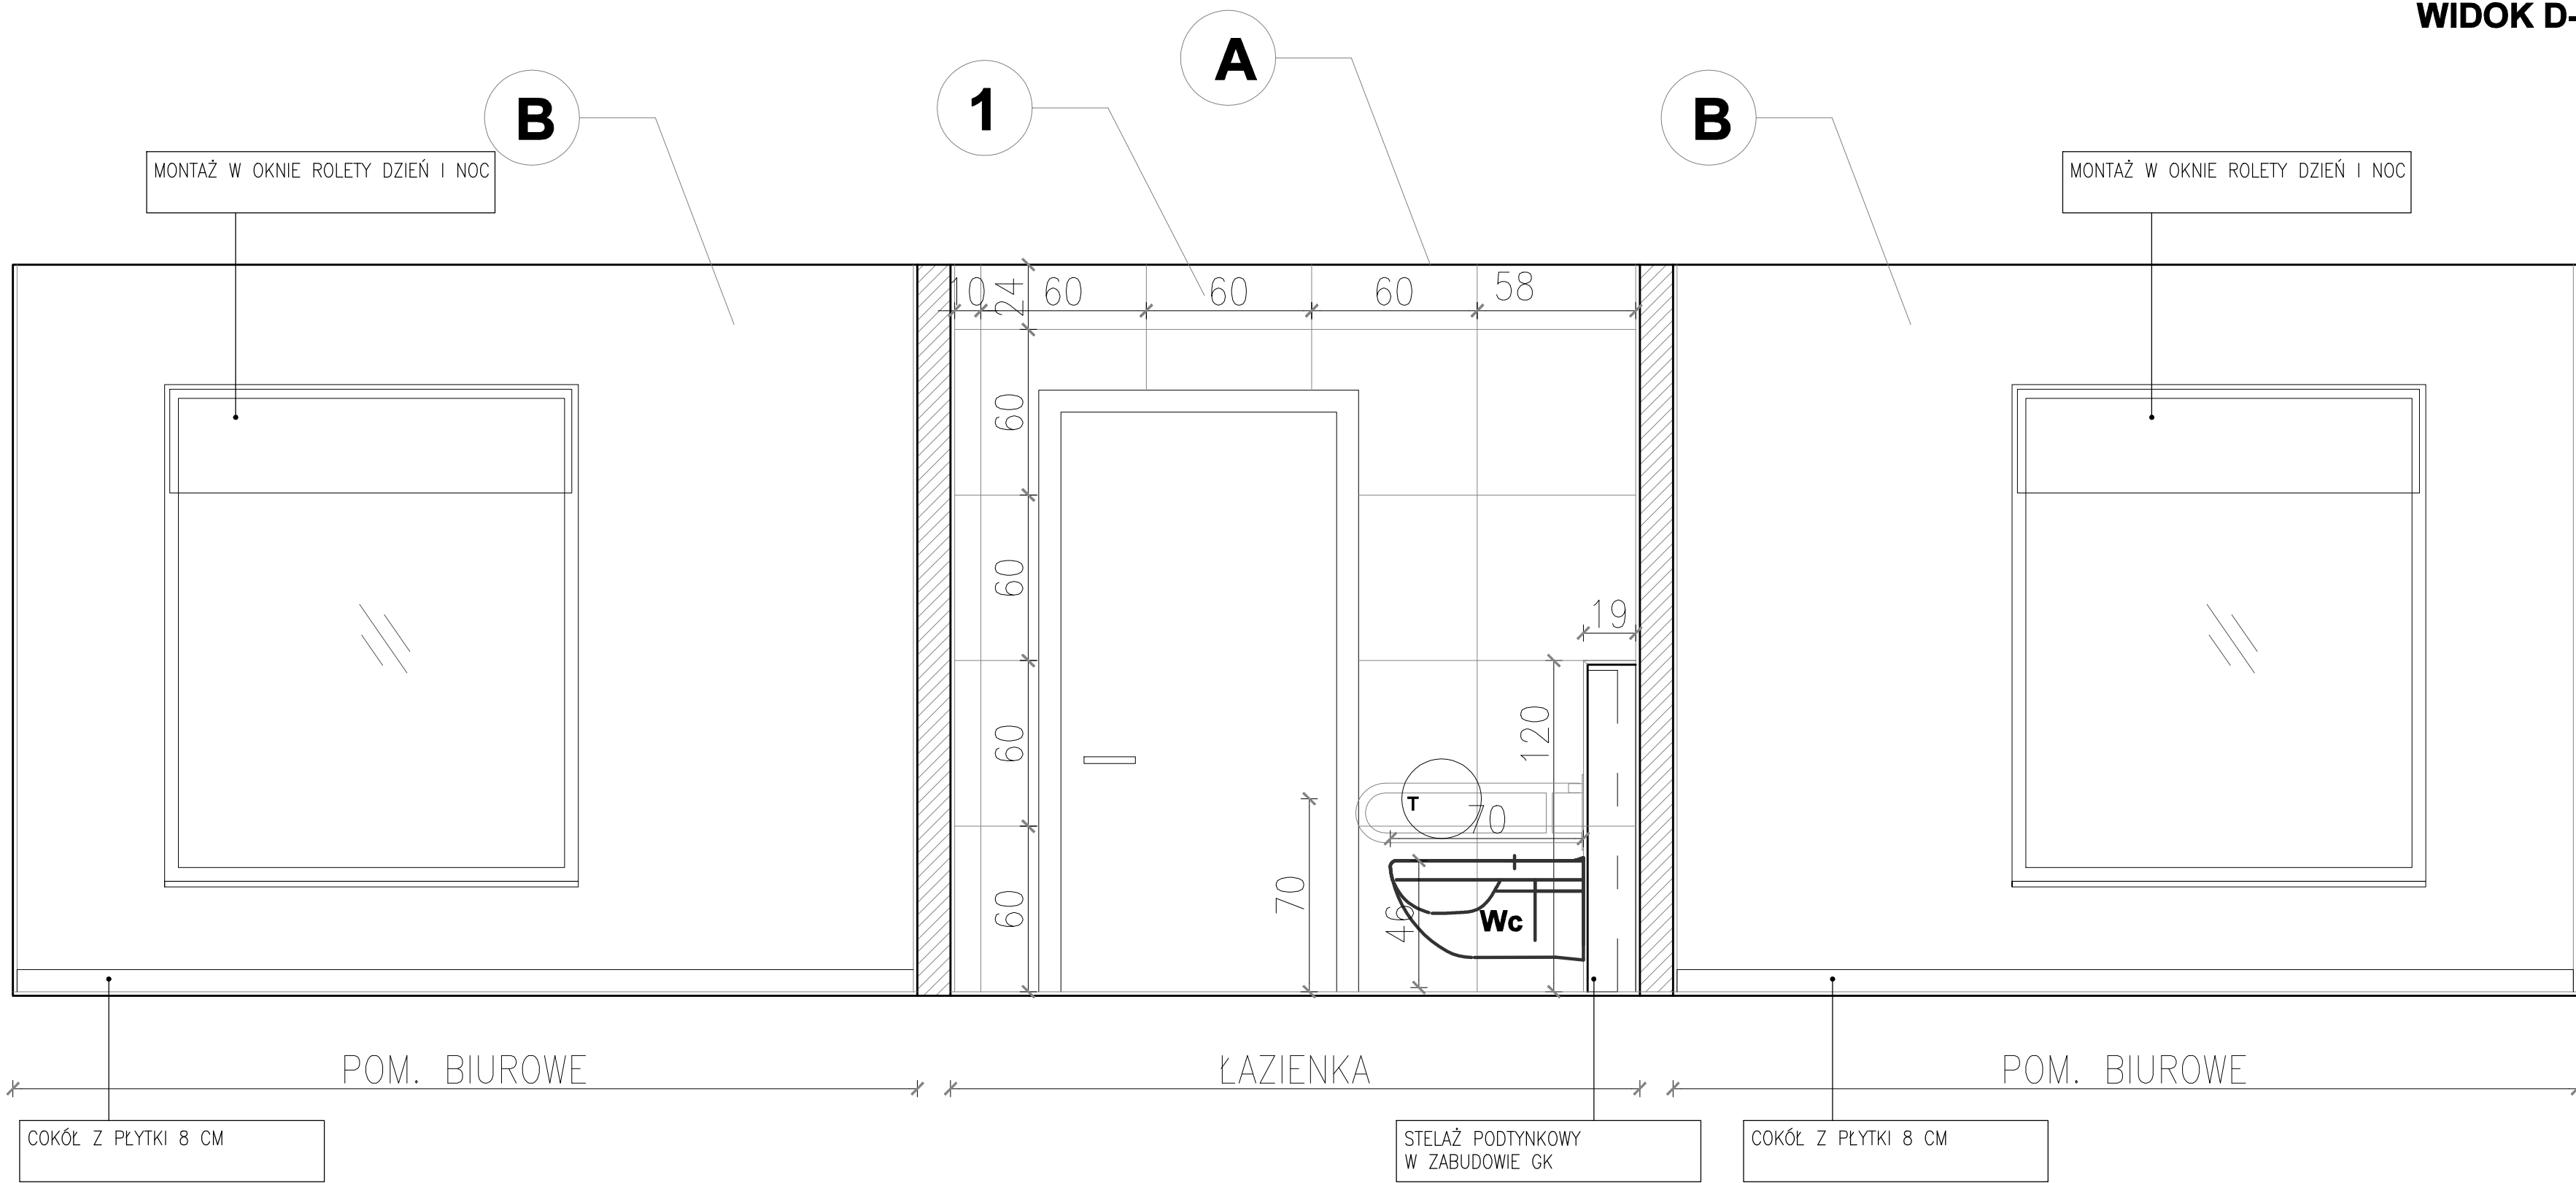 WIDOK D-
A
1
B
B
MONTAŻ W OKNIE ROLETY DZIEŃ I NOC
MONTAŻ W OKNIE ROLETY DZIEŃ I NOC
10
24
60
60
60
58
60
60
19
60
120
T
70
70
46
Wc
60
POM. BIUROWE
ŁAZIENKA
POM. BIUROWE
COKÓŁ Z PŁYTKI 8 CM
STELAŻ PODTYNKOWY
W ZABUDOWIE GK
COKÓŁ Z PŁYTKI 8 CM